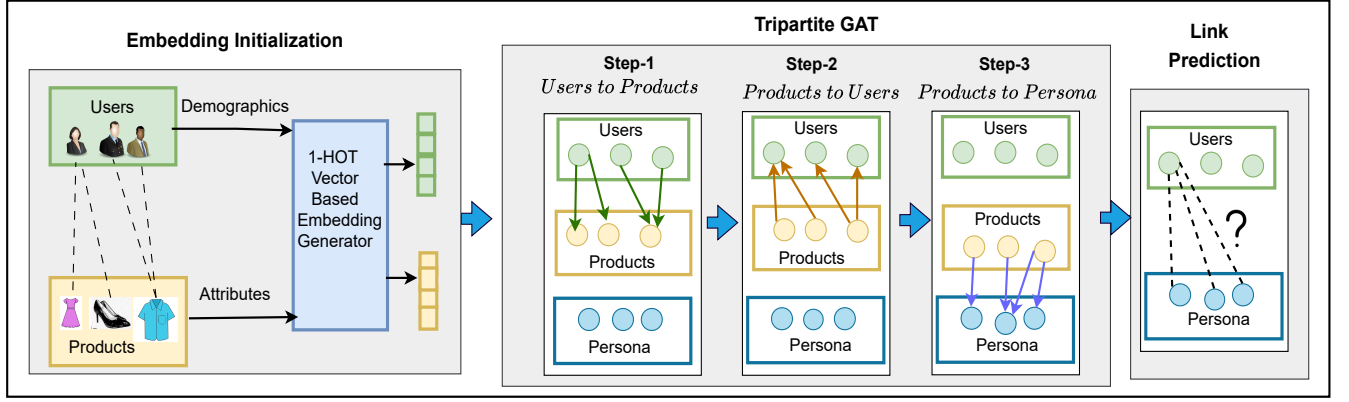 Embedding Initialization
Users
Demographics
1-HOT
Vector
Based
Embedding
Generator
Attributes
Products
Tripartite GAT
Step-1
Users to Products
Users
Products
Persona
Step-2
Products to Users
Users
Products
Persona
Step-3
Products to Persona
Users
Products
Persona
Link
Prediction
Users
?
Persona